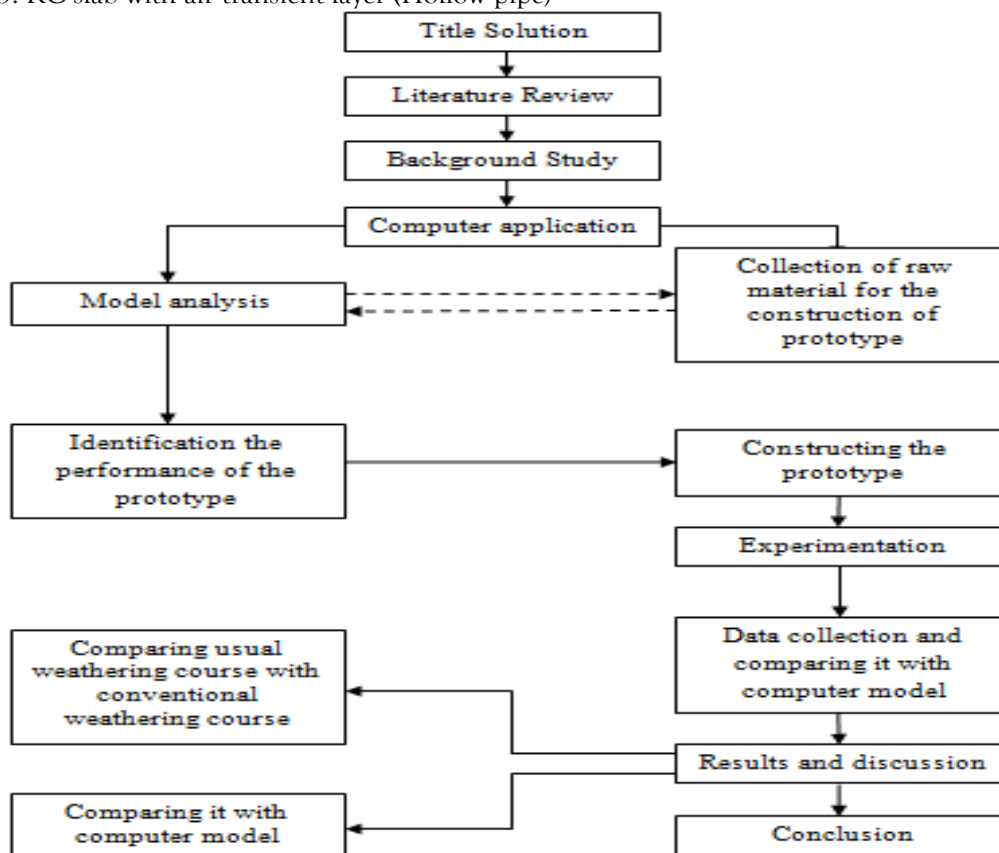 RC slab with air transient layer (Hollow pipe)
Title Solution
Literature Review
Background Study
Computer application
Model analysis
Collection of raw
material for the
construction of
prototype
Identification the
performance of the
prototype
Constructing the
prototype
Experimentation
Comparing usual
weathering course with
conventional
weathering course
Data collection and
comparing it with
computer model
Results and discussion
Comparing it with
computer model
Conclusion